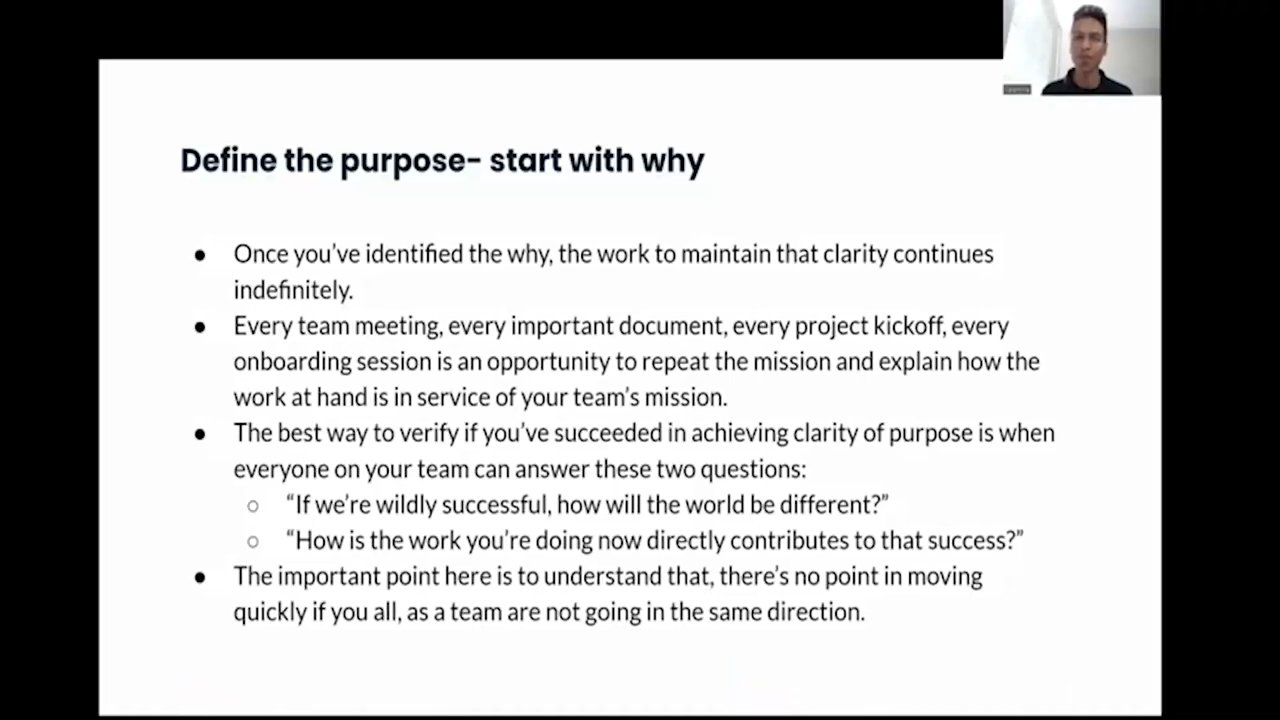 Define the purpose- start with why
● Once you’ve identified the why, the work to maintain that clarity continues
indefinitely.
● Every team meeting, every important document, every project kickoff, every
onboarding session is an opportunity to repeat the mission and explain how the
work at hand is in service of your team’s mission.
● The best way to verify if you’ve succeeded in achieving clarity of purpose is when
everyone on your team can answer these two questions:
○ “If we’re wildly successful, how will the world be different?”
○ “How is the work you’re doing now directly contributes to that success?”
● The important point here is to understand that, there’s no point in moving
quickly if you all, as a team are not going in the same direction.